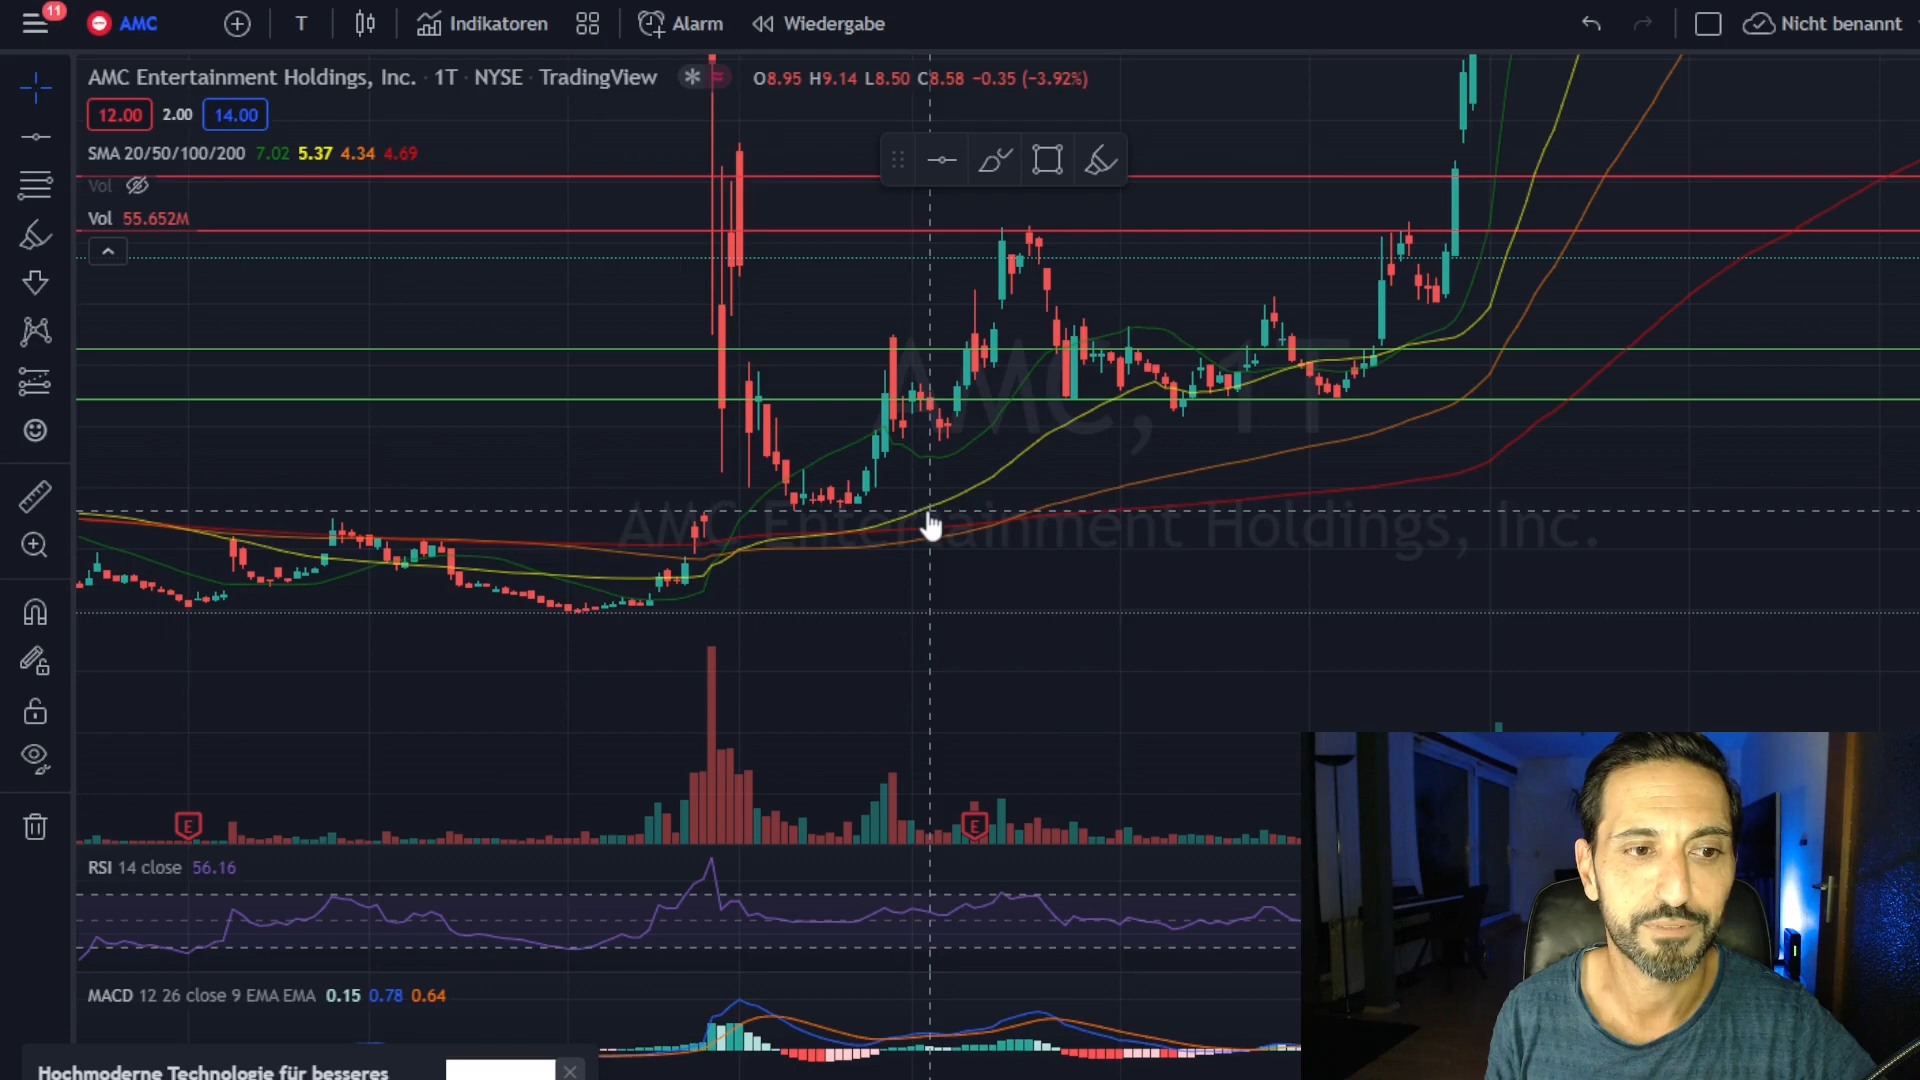 11
AMC
T
Indikatoren
Alarm
Wiedergabe
Nicht benannt
AMC Entertainment Holdings, Inc. · 1T · NYSE · TradingView
O8.95 H9.14 L8.50 C8.58 −0.35 (−3.92%)
12.00 2.00 14.00
SMA 20/50/100/200 7.02 5.37 4.34 4.69
Vol
Vol 55.652M
AMC, 1T
AMC Entertainment Holdings, Inc.
E
E
RSI 14 close 56.16
MACD 12 26 close 9 EMA EMA 0.15 0.78 0.64
Hochmoderne Technologie für besseres